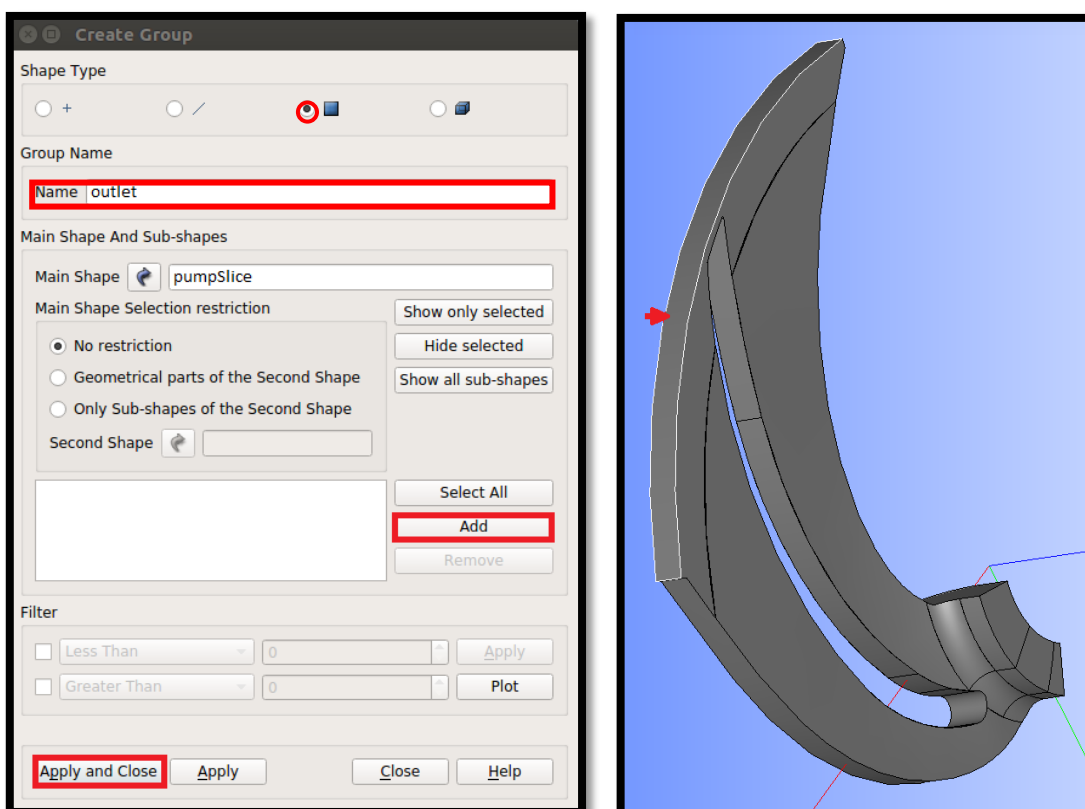 Create Group
Shape Type
Group Name
Name outlet
Main Shape And Sub-shapes
Main Shape pumpSlice
Main Shape Selection restriction
Show only selected
No restriction
Hide selected
Geometrical parts of the Second Shape
Show all sub-shapes
Only Sub-shapes of the Second Shape
Second Shape
Select All
Add
Remove
Filter
Less Than 0 Apply
Greater Than 0 Plot
Apply and Close Apply Close Help